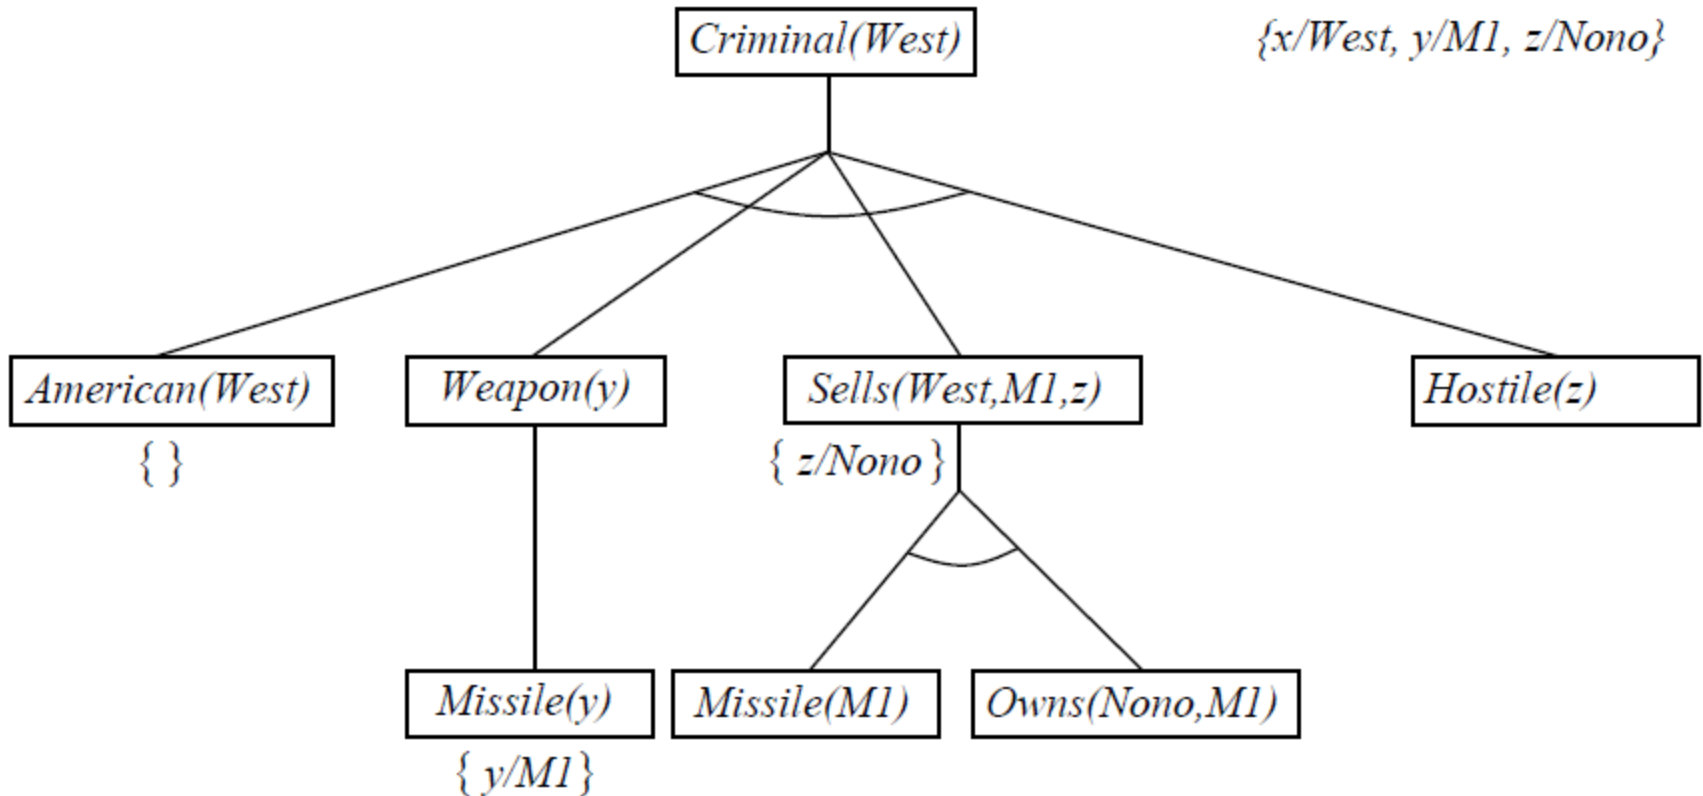 Criminal(West)
{x/West, y/M1, z/Nono}
American(West)
Weapon(y)
Sells(West,M1,z)
Hostile(z)
{ }
{ z/Nono }
Missile(y)
Missile(M1)
Owns(Nono,M1)
{ y/M1 }